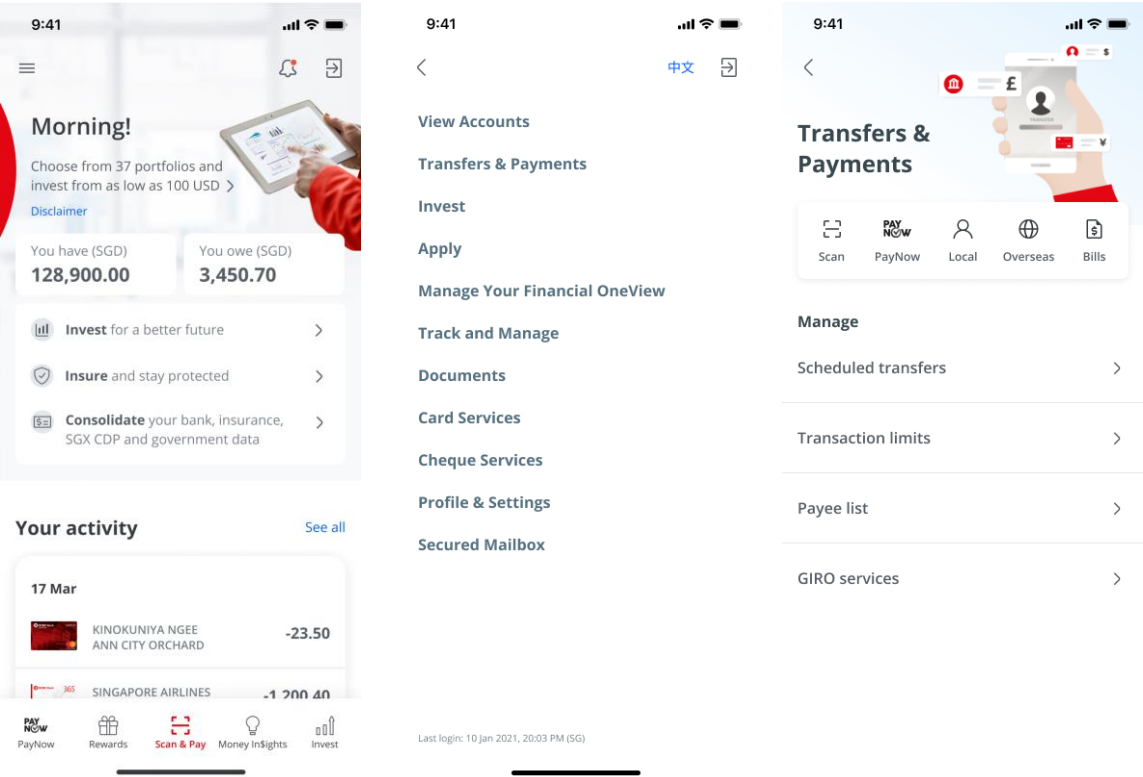 9:41
Morning!
Choose from 37 portfolios and
invest from as low as 100 USD
Disclaimer
You have (SGD)
128,900.00
You owe (SGD)
3,450.70
Invest for a better future
Insure and stay protected
Consolidate your bank, insurance,
SGX CDP and government data
Your activity
See all
17 Mar
KINOKUNIYA NGEE
ANN CITY ORCHARD
-23.50
365
SINGAPORE AIRLINES
-1,200.40
PAY
NOW
PayNow
Rewards
Scan & Pay
Money In$ights
Invest
9:41
中文
View Accounts
Transfers & Payments
Invest
Apply
Manage Your Financial OneView
Track and Manage
Documents
Card Services
Cheque Services
Profile & Settings
Secured Mailbox
Last login: 10 Jan 2021, 20:03 PM (SG)
9:41
$
£
TRANSFER
¥
Transfers &
Payments
Scan
PAY
NOW
PayNow
Local
Overseas
$
Bills
Manage
Scheduled transfers
Transaction limits
Payee list
GIRO services